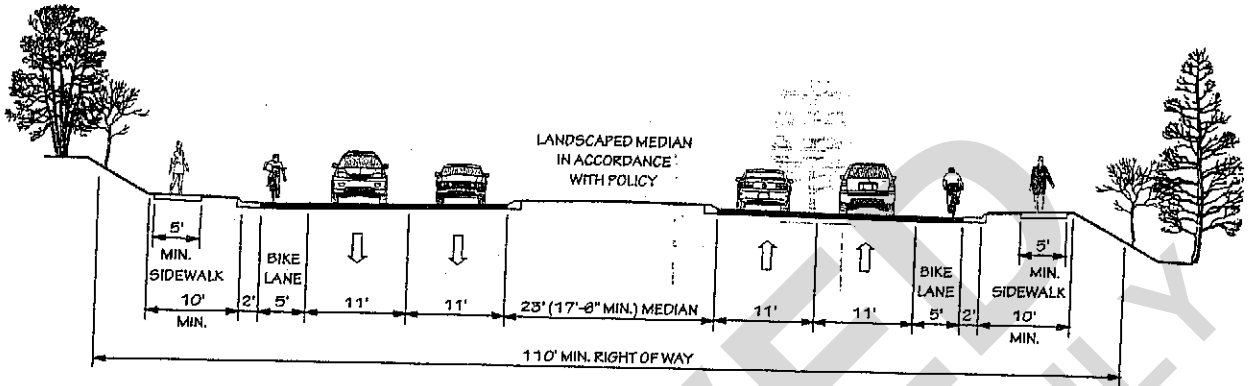 LANDSCAPED MEDIAN
IN ACCORDANCE
WITH POLICY
5'
MIN.
SIDEWALK
BIKE
LANE
BIKE
LANE
5'
MIN.
SIDEWALK
10'
MIN.
2'
5'
11'
11'
23' (17'-6" MIN.) MEDIAN
11'
11'
5'
2'
10'
MIN.
110' MIN. RIGHT OF WAY